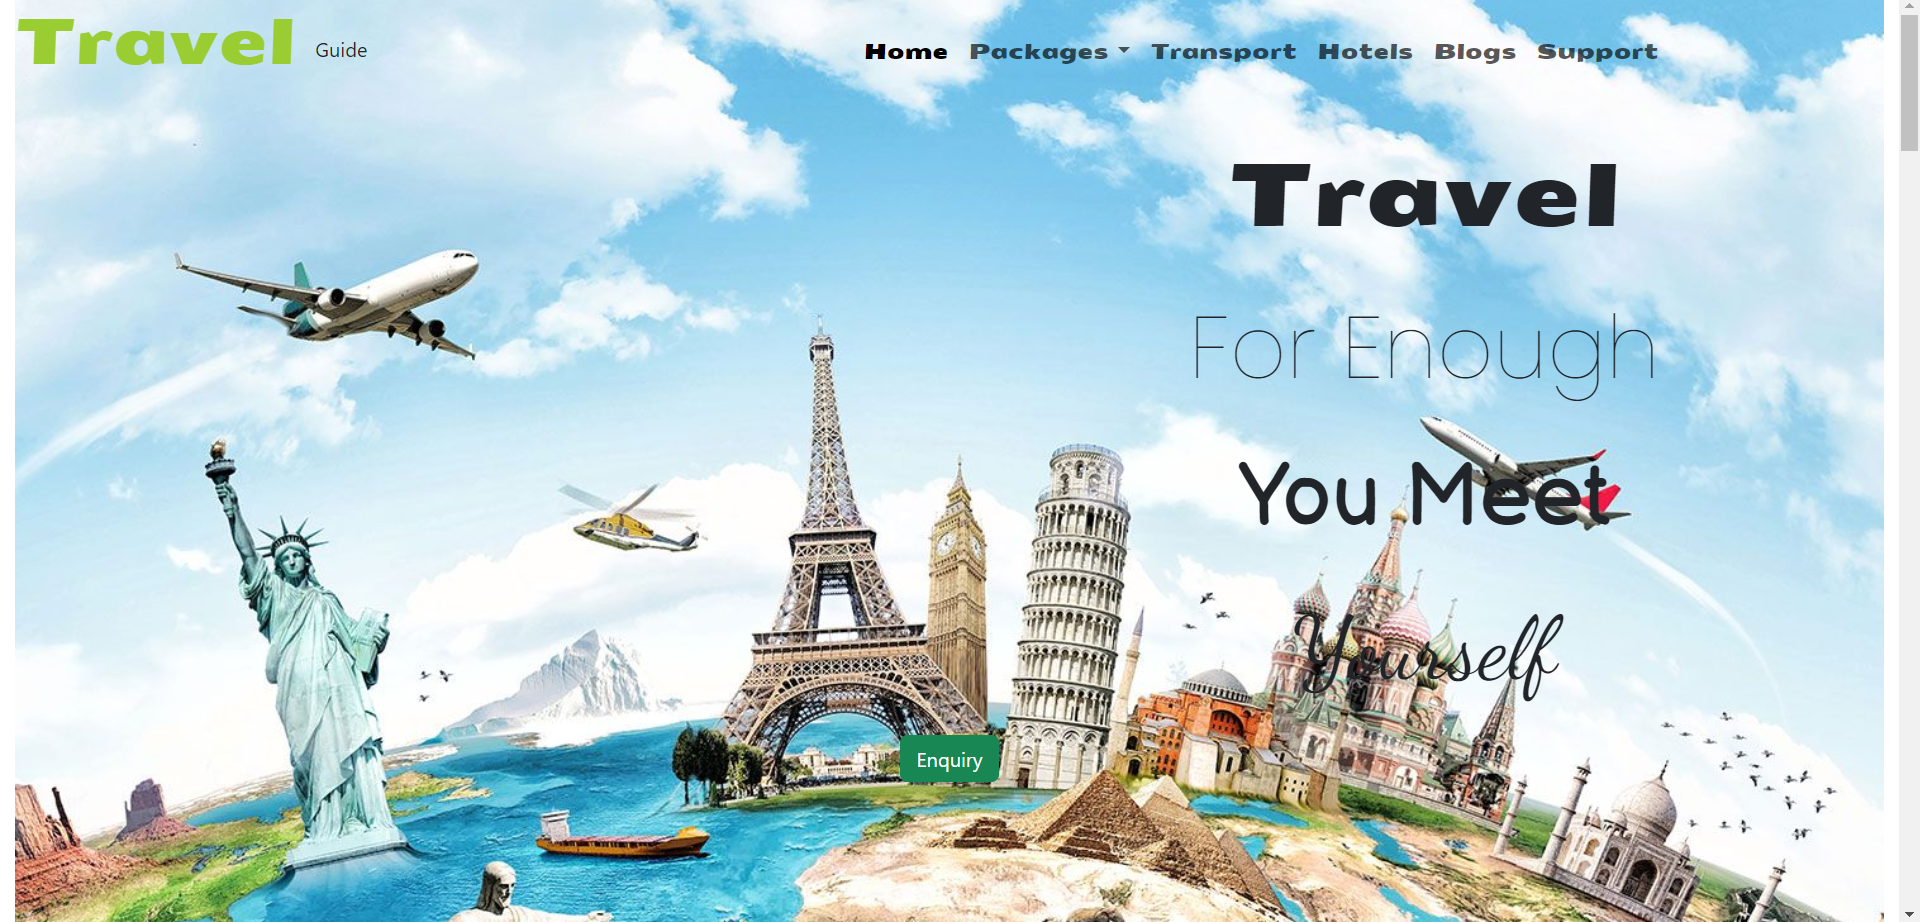 Travel Guide
Home Packages Transport Hotels Blogs Support
Travel
For Enough
You Meet
Yourself
Enquiry